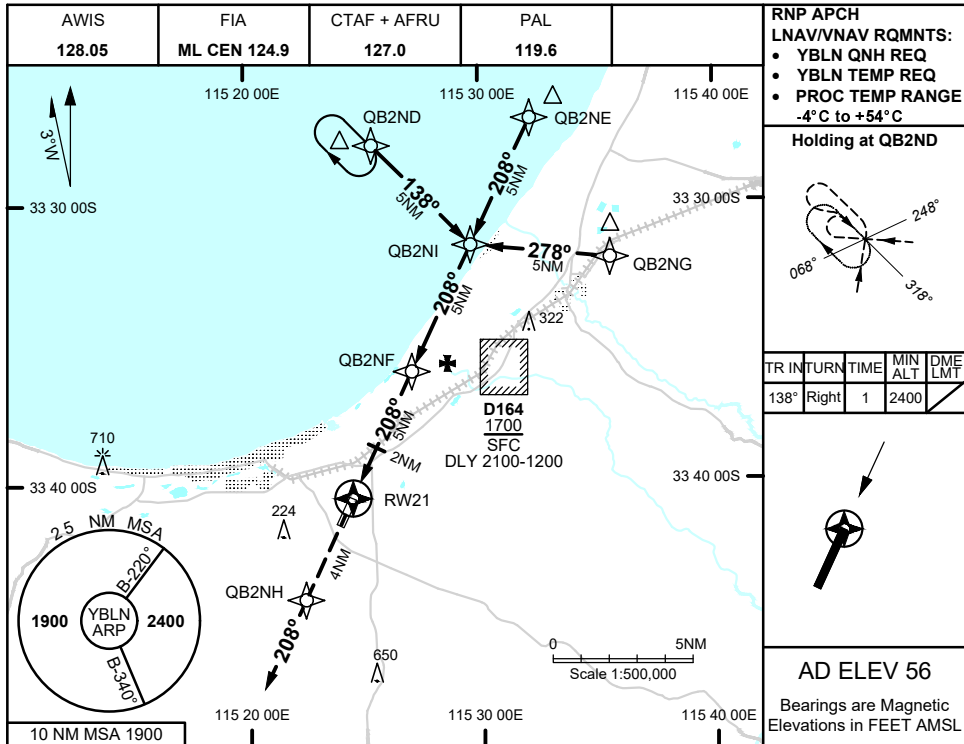 AWIS
128.05
FIA
ML CEN 124.9
CTAF + AFRU
127.0
PAL
119.6
RNP APCH
LNAV/VNAV RQMNTS:
• YBLN QNH REQ
• YBLN TEMP REQ
• PROC TEMP RANGE
-4°C to +54°C
115 20 00E
115 30 00E
115 40 00E
3°W
QB2ND
QB2NE
138°
5NM
208°
5NM
33 30 00S
33 30 00S
QB2NI
278°
5NM
QB2NG
208°
5NM
322
QB2NF
D164
1700
SFC
DLY 2100-1200
208°
5NM
2NM
710
33 40 00S
33 40 00S
RW21
224
4NM
QB2NH
208°
650
2.5 NM MSA
B-220°
1900
YBLN
ARP
2400
B-340°
10 NM MSA 1900
0 5NM
Scale 1:500,000
115 20 00E
115 30 00E
115 40 00E
Holding at QB2ND
248°
068°
318°
TR IN
TURN
TIME
MIN
ALT
DME
LMT
138°
Right
1
2400
AD ELEV 56
Bearings are Magnetic
Elevations in FEET AMSL